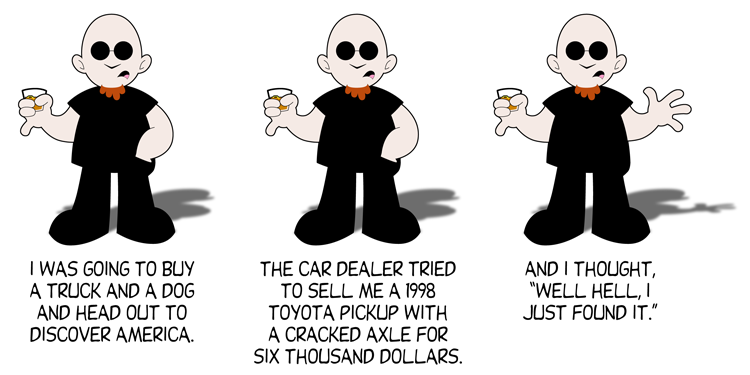 I WAS GOING TO BUY
A TRUCK AND A DOG
AND HEAD OUT TO
DISCOVER AMERICA.
THE CAR DEALER TRIED
TO SELL ME A 1998
TOYOTA PICKUP WITH
A CRACKED AXLE FOR
SIX THOUSAND DOLLARS.
AND I THOUGHT,
"WELL HELL, I
JUST FOUND IT."